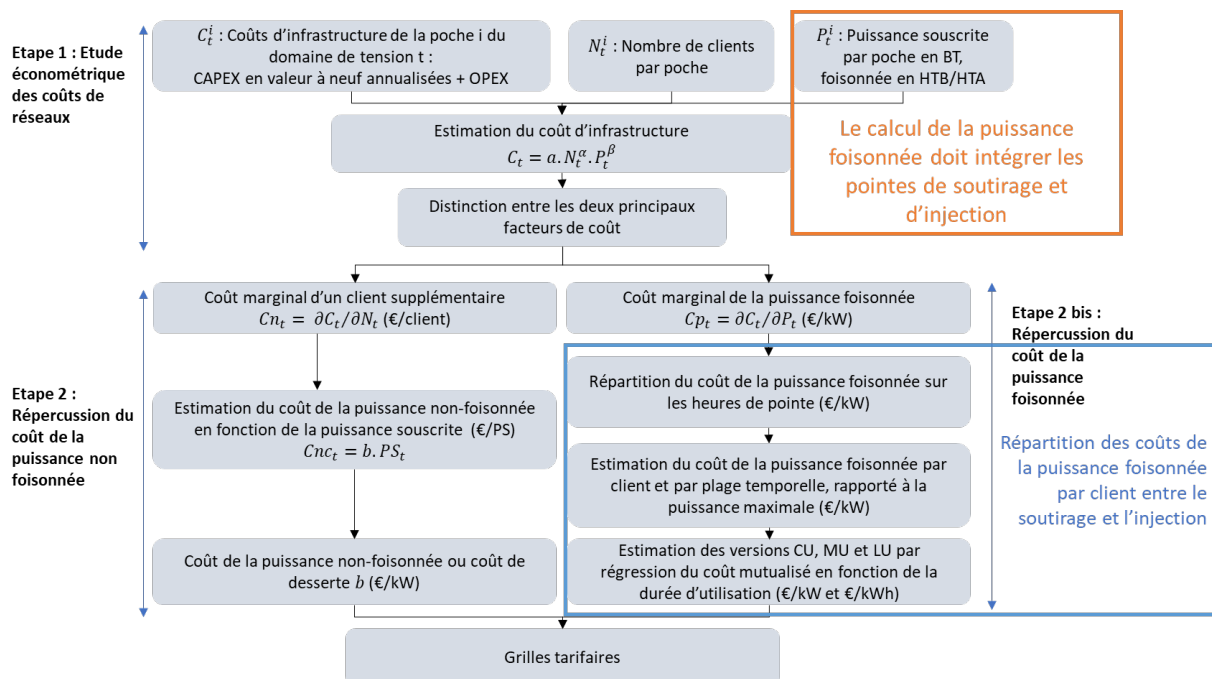 Etape 1 : Etude
économétrique
des coûts de
réseaux
$C_t^i$ : Coûts d'infrastructure de la poche i du
domaine de tension t :
CAPEX en valeur à neuf annualisées + OPEX
$N_t^i$ : Nombre de clients
par poche
$P_t^i$ : Puissance souscrite
par poche en BT,
foisonnée en HTB/HTA
Le calcul de la puissance
foisonnée doit intégrer les
pointes de soutirage et
d'injection
Estimation du coût d'infrastructure
$C_t = a.N_t^α.P_t^β$
Distinction entre les deux principaux
facteurs de coût
Etape 2 :
Répercussion du
coût de la
puissance non
foisonnée
Coût marginal d'un client supplémentaire
$Cn_t = ∂C_t/∂N_t$ (€/client)
Estimation du coût de la puissance non-foisonnée
en fonction de la puissance souscrite (€/PS)
$Cnc_t = b.PS_t$
Coût de la puissance non-foisonnée ou coût de
desserte b (€/kW)
Coût marginal de la puissance foisonnée
$Cp_t = ∂C_t/∂P_t$ (€/kW)
Répartition du coût de la puissance foisonnée sur
les heures de pointe (€/kW)
Estimation du coût de la puissance foisonnée par
client et par plage temporelle, rapporté à la
puissance maximale (€/kW)
Estimation des versions CU, MU et LU par
régression du coût mutualisé en fonction de la
durée d'utilisation (€/kW et €/kWh)
Etape 2 bis :
Répercussion du
coût de la
puissance
foisonnée
Répartition des coûts de
la puissance foisonnée
par client entre le
soutirage et l'injection
Grilles tarifaires